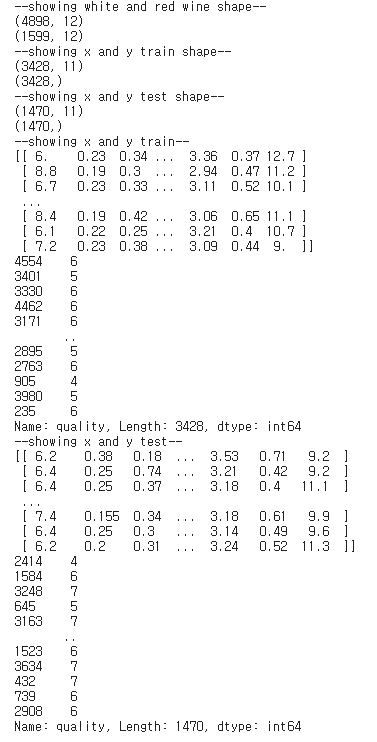 --showing white and red wine shape--
(4898, 12)
(1599, 12)
--showing x and y train shape--
(3428, 11)
(3428,)
--showing x and y test shape--
(1470, 11)
(1470,)
--showing x and y train--
[[ 6.    0.23  0.34 ...  3.36  0.37 12.7 ]
 [ 8.8   0.19  0.3  ...  2.94  0.47 11.2 ]
 [ 6.7   0.23  0.33 ...  3.11  0.52 10.1 ]
 ...
 [ 8.4   0.19  0.42 ...  3.06  0.65 11.1 ]
 [ 6.1   0.22  0.25 ...  3.21  0.4  10.7 ]
 [ 7.2   0.23  0.38 ...  3.09  0.44  9.  ]]
4554    6
3401    5
3330    6
4462    6
3171    6
       ..
2895    5
2763    6
905     4
3980    5
235     6
Name: quality, Length: 3428, dtype: int64
--showing x and y test--
[[ 6.2    0.38   0.18  ...  3.53   0.71   9.2  ]
 [ 6.4    0.25   0.74  ...  3.21   0.42   9.2  ]
 [ 6.4    0.25   0.37  ...  3.18   0.4   11.1  ]
 ...
 [ 7.4    0.155  0.34  ...  3.18   0.61   9.9  ]
 [ 6.4    0.25   0.3   ...  3.14   0.49   9.6  ]
 [ 6.2    0.2    0.31  ...  3.24   0.52  11.3  ]]
2414    4
1584    6
3248    7
645     5
3163    7
       ..
1523    6
3634    7
432     7
739     6
2908    6
Name: quality, Length: 1470, dtype: int64